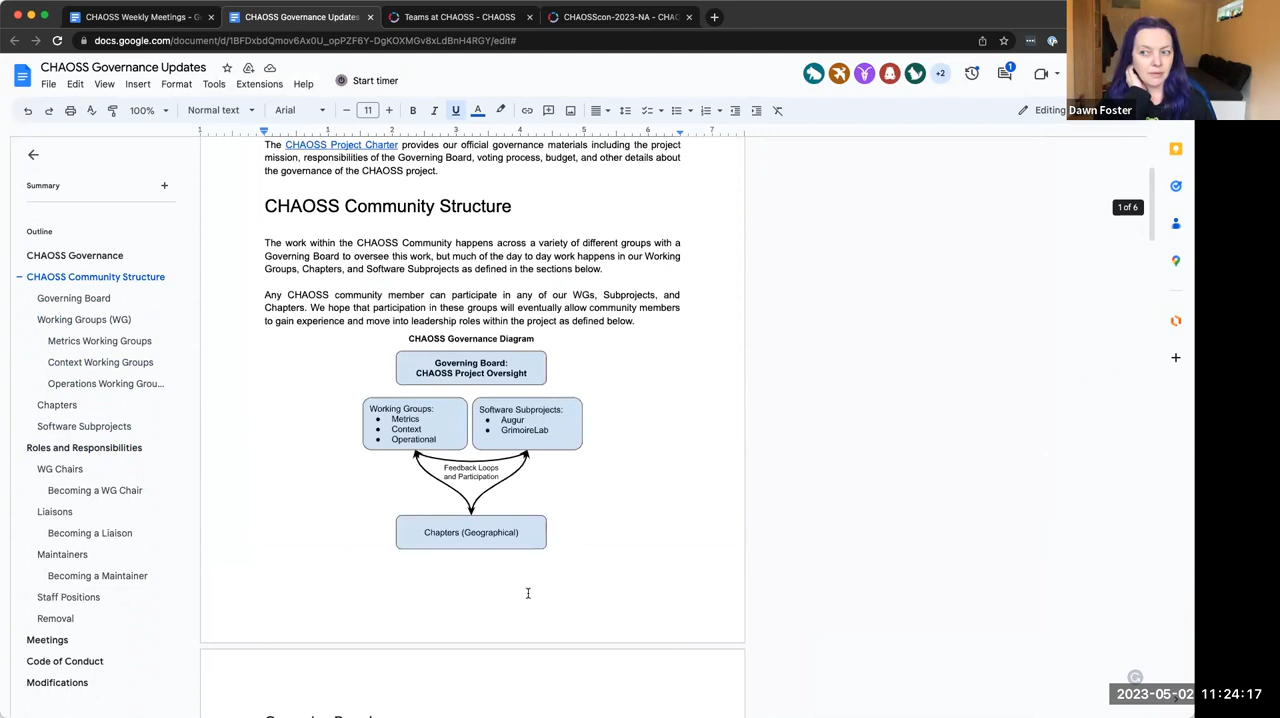 CHAOSS Weekly Meetings - G
CHAOSS Governance Updates
Teams at CHAOSS - CHAOSS
CHAOSScon-2023-NA - CHAO
docs.google.com/document/d/1BFDxbdQmov6Ax0U_opPZF6Y-DgKOXMGv8xLdBnH4RGY/edit#
CHAOSS Governance Updates
File Edit View Insert Format Tools Extensions Help
Start timer
+2
1
100% Normal text Arial 11
Editing
Dawn Foster
1 1 2 3 4 5 6 7
Summary
Outline
CHAOSS Governance
CHAOSS Community Structure
Governing Board
Working Groups (WG)
Metrics Working Groups
Context Working Groups
Operations Working Grou...
Chapters
Software Subprojects
Roles and Responsibilities
WG Chairs
Becoming a WG Chair
Liaisons
Becoming a Liaison
Maintainers
Becoming a Maintainer
Staff Positions
Removal
Meetings
Code of Conduct
Modifications
The CHAOSS Project Charter provides our official governance materials including the project
mission, responsibilities of the Governing Board, voting process, budget, and other details about
the governance of the CHAOSS project.
CHAOSS Community Structure
The work within the CHAOSS Community happens across a variety of different groups with a
Governing Board to oversee this work, but much of the day to day work happens in our Working
Groups, Chapters, and Software Subprojects as defined in the sections below.
Any CHAOSS community member can participate in any of our WGs, Subprojects, and
Chapters. We hope that participation in these groups will eventually allow community members
to gain experience and move into leadership roles within the project as defined below.
CHAOSS Governance Diagram
Governing Board:
CHAOSS Project Oversight
Working Groups:
● Metrics
● Context
● Operational
Software Subprojects:
● Augur
● GrimoireLab
Feedback Loops
and Participation
Chapters (Geographical)
1 of 6
2023-05-02 11:24:17